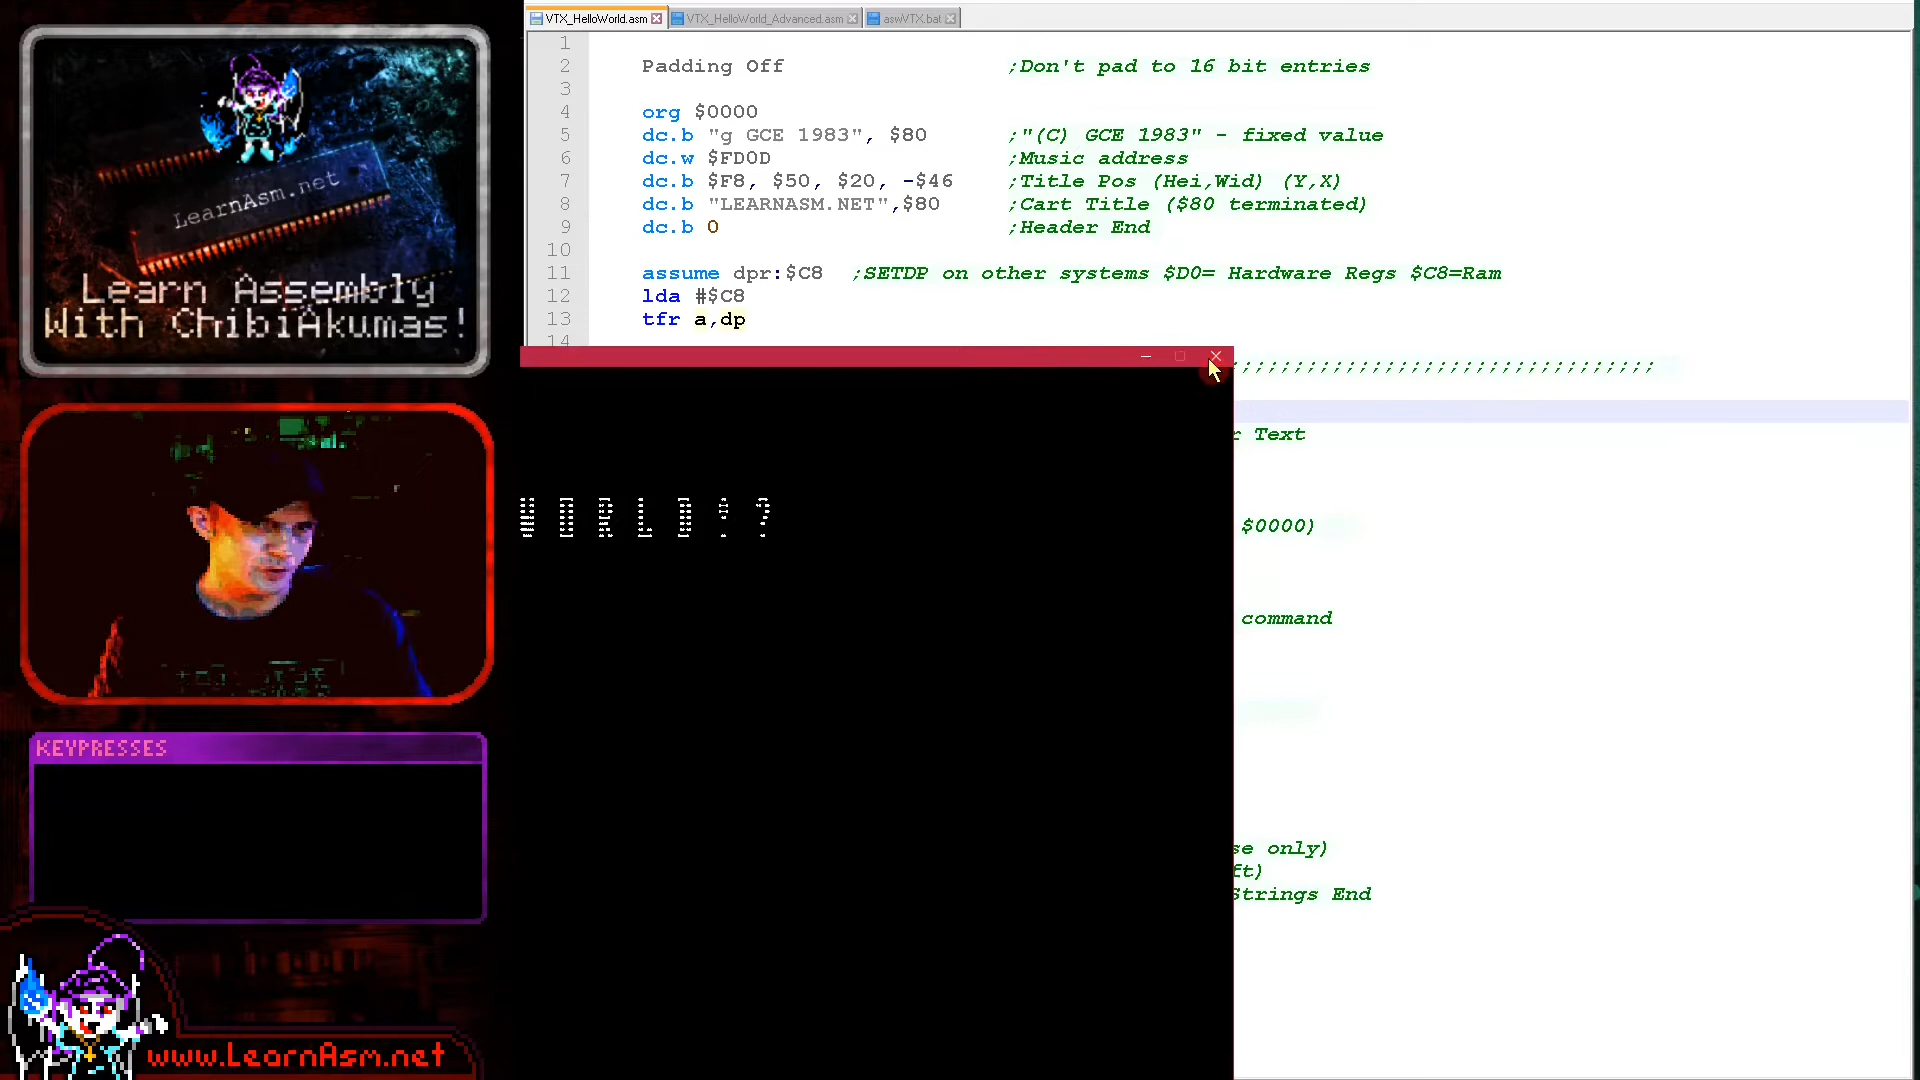 LearnAsm.net
Learn Assembly
With ChibiAkumas!
KEYPRESSES
www.LearnAsm.net
VTX_HelloWorld.asm VTX_HelloWorld_Advanced.asm aswVTX.bat
1
2 Padding Off ;Don't pad to 16 bit entries
3
4 org $0000
5 dc.b "g GCE 1983", $80 ;"(C) GCE 1983" - fixed value
6 dc.w $FD0D ;Music address
7 dc.b $F8, $50, $20, -$46 ;Title Pos (Hei,Wid) (Y,X)
8 dc.b "LEARNASM.NET",$80 ;Cart Title ($80 terminated)
9 dc.b 0 ;Header End
10
11 assume dpr:$C8 ;SETDP on other systems $D0= Hardware Regs $C8=Ram
12 lda #$C8
13 tfr a,dp
14
;;;;;;;;;;;;;;;;;;;;;;;;;;;;;;;;
r Text
WORLD!?
$0000)
command
se only)
ft)
Strings End